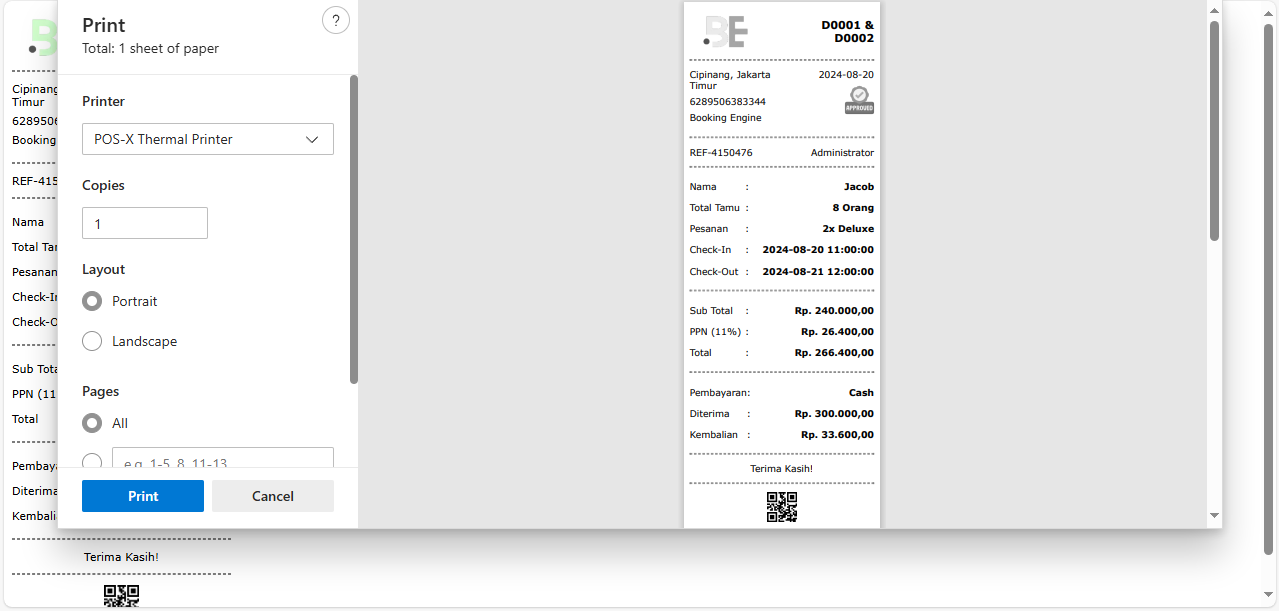 Print
Total: 1 sheet of paper
?
Printer
POS-X Thermal Printer
Copies
1
Layout
Portrait
Landscape
Pages
All
e.g. 1-5, 8, 11-13
Print Cancel
BE
D0001 &
D0002
Cipinang, Jakarta
Timur
2024-08-20
6289506383344
APPROVED
Booking Engine
REF-4150476 Administrator
Nama : Jacob
Total Tamu : 8 Orang
Pesanan : 2x Deluxe
Check-In : 2024-08-20 11:00:00
Check-Out : 2024-08-21 12:00:00
Sub Total : Rp. 240.000,00
PPN (11%) : Rp. 26.400,00
Total : Rp. 266.400,00
Pembayaran: Cash
Diterima : Rp. 300.000,00
Kembalian : Rp. 33.600,00
Terima Kasih!
Cipinang
Timur
628950
Booking
REF-415
Nama
Total Ta
Pesanan
Check-I
Check-O
Sub Tota
PPN (11
Total
Pembay
Diterima
Kembali
Terima Kasih!